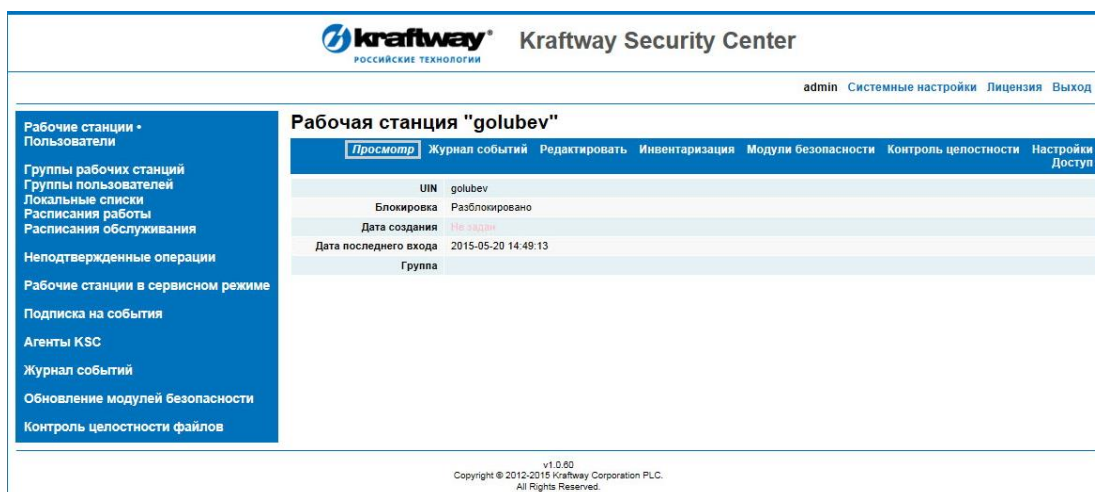 kraftway
РОССИЙСКИЕ ТЕХНОЛОГИИ
Kraftway Security Center
admin Системные настройки Лицензия Выход
Рабочие станции •
Пользователи
Группы рабочих станций
Группы пользователей
Локальные списки
Расписания работы
Расписания обслуживания
Неподтвержденные операции
Рабочие станции в сервисном режиме
Подписка на события
Агенты KSC
Журнал событий
Обновление модулей безопасности
Контроль целостности файлов
Рабочая станция "golubev"
Просмотр Журнал событий Редактировать Инвентаризация Модули безопасности Контроль целостности Настройки
Доступ
UIN golubev
Блокировка Разблокировано
Дата создания Не задан
Дата последнего входа 2015-05-20 14:49:13
Группа
v1.0.60
Copyright © 2012-2015 Kraftway Corporation PLC.
All Rights Reserved.